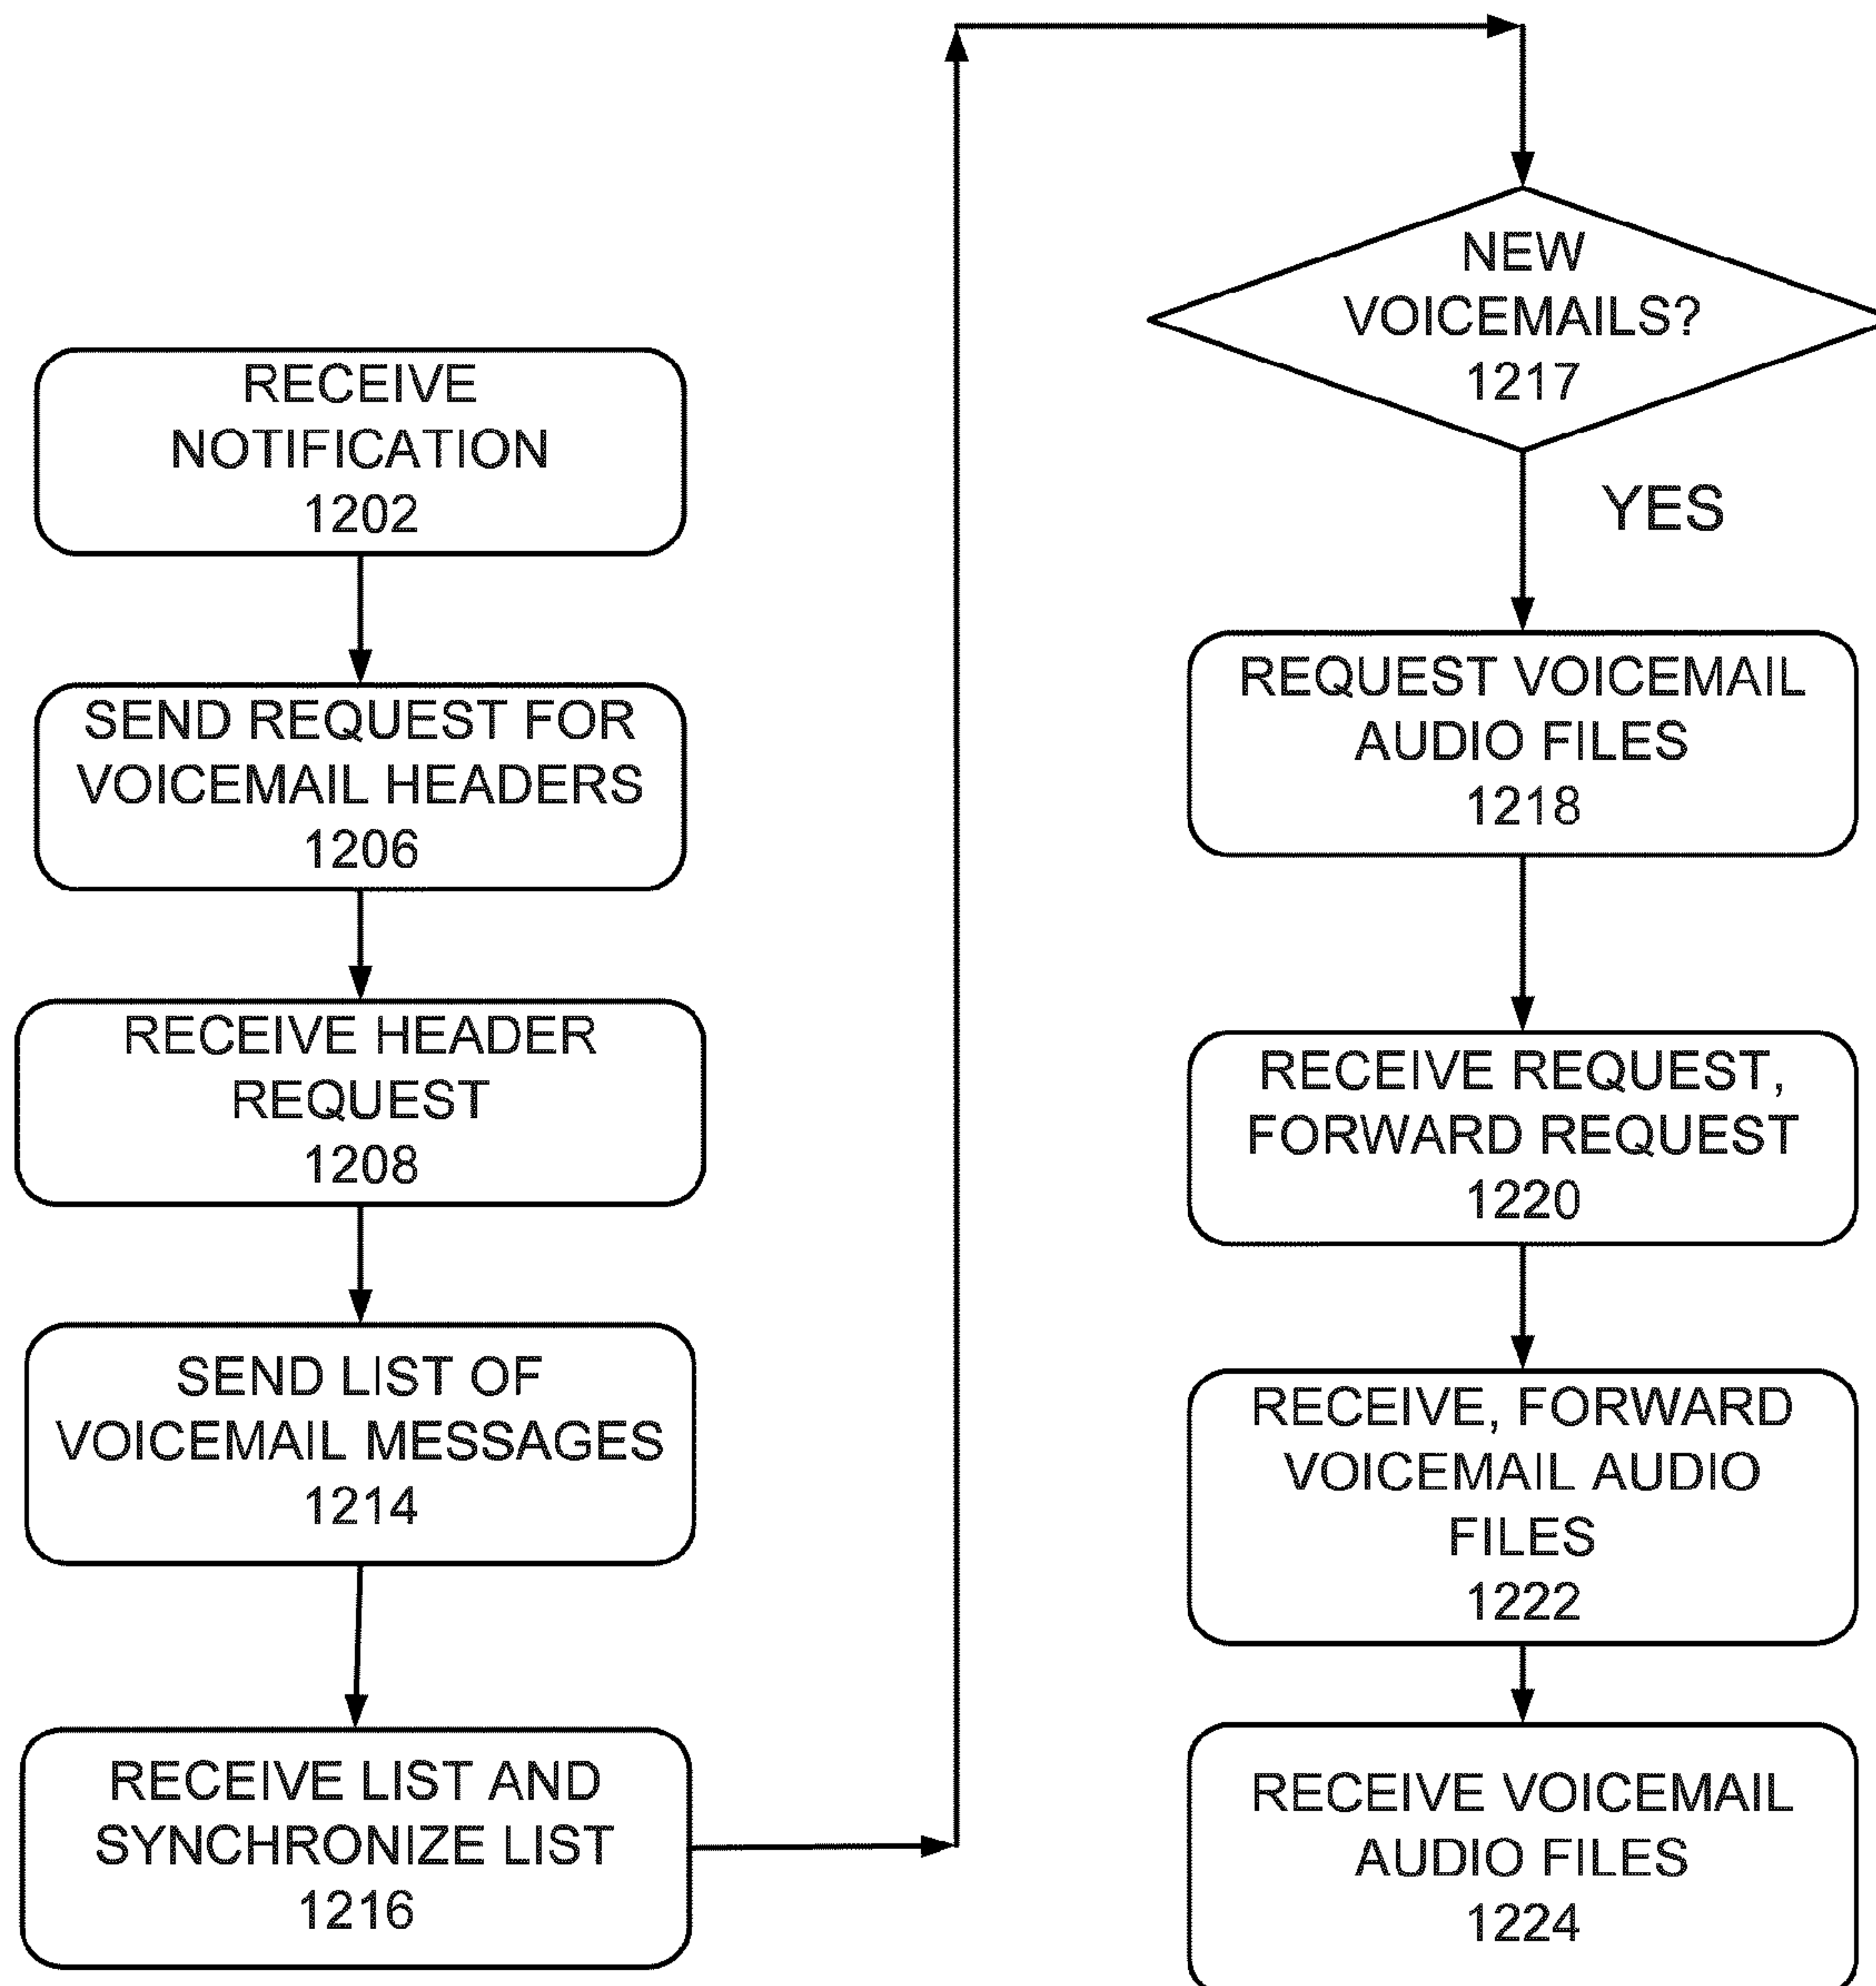 RECEIVE
NOTIFICATION
1202
SEND REQUEST FOR
VOICEMAIL HEADERS
1206
RECEIVE HEADER
REQUEST
1208
SEND LIST OF
VOICEMAIL MESSAGES
1214
RECEIVE LIST AND
SYNCHRONIZE LIST
1216
NEW
VOICEMAILS?
1217
YES
REQUEST VOICEMAIL
AUDIO FILES
1218
RECEIVE REQUEST,
FORWARD REQUEST
1220
RECEIVE, FORWARD
VOICEMAIL AUDIO
FILES
1222
RECEIVE VOICEMAIL
AUDIO FILES
1224